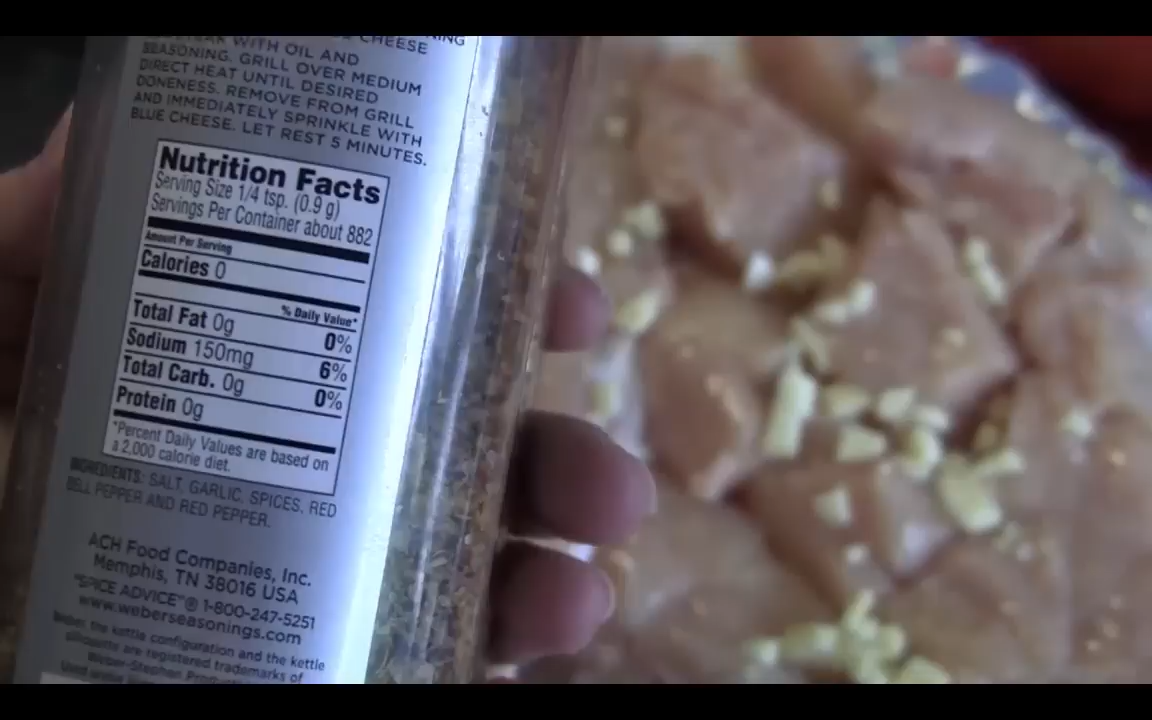 CHEESE
WITH OIL AND
SEASONING. GRILL OVER MEDIUM
DIRECT HEAT UNTIL DESIRED
DONENESS. REMOVE FROM GRILL
AND IMMEDIATELY SPRINKLE WITH
BLUE CHEESE. LET REST 5 MINUTES.
Nutrition Facts
Serving Size 1/4 tsp. (0.9 g)
Servings Per Container about 882
Amount Per Serving
Calories 0
% Daily Value*
Total Fat 0g 0%
Sodium 150mg 6%
Total Carb. 0g 0%
Protein 0g
*Percent Daily Values are based on
a 2,000 calorie diet.
INGREDIENTS: SALT, GARLIC, SPICES, RED
BELL PEPPER AND RED PEPPER.
ACH Food Companies, Inc.
Memphis, TN 38016 USA
"SPICE ADVICE"® 1-800-247-5251
www.weberseasonings.com
Weber, the kettle configuration and the kettle
silhouette are registered trademarks of
Weber-Stephen